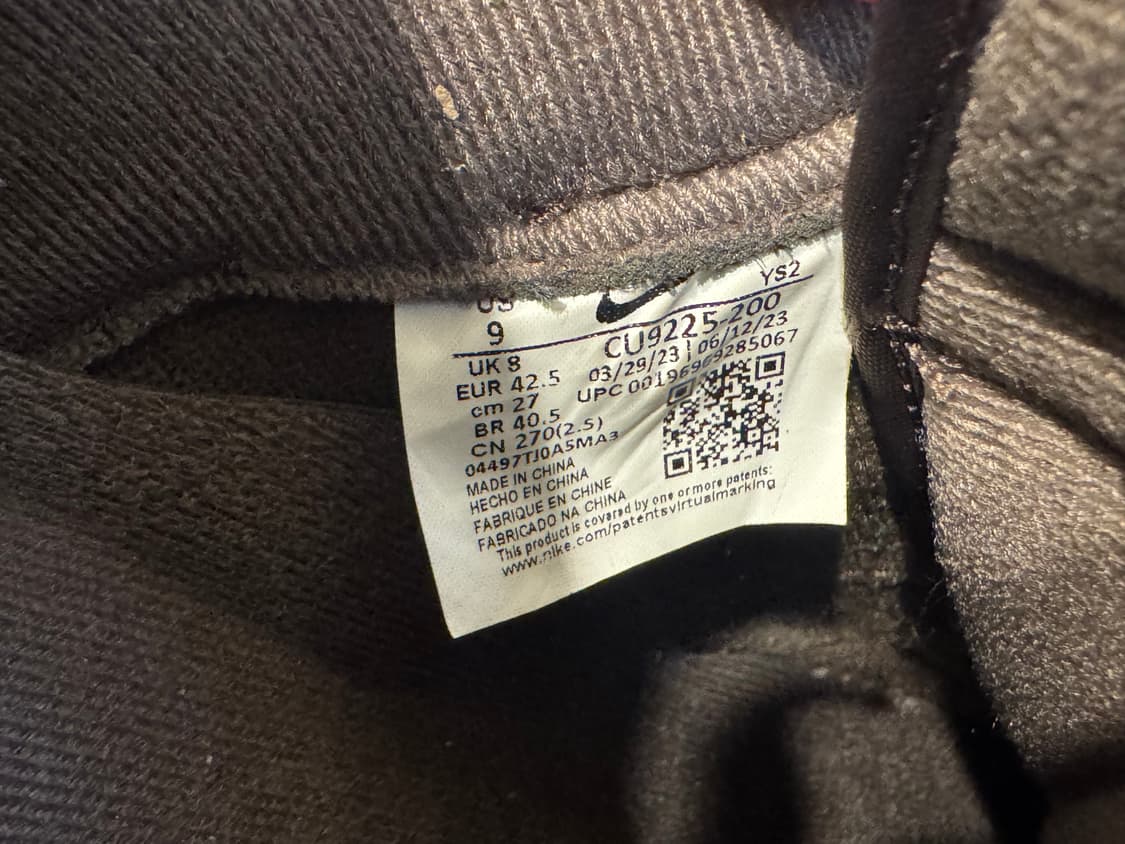 US
9
YS2
UK 8
EUR 42.5
cm 27
BR 40.5
CN 270(2.5)
04497TJ0A5MA3
CU9225-200
03/29/23 | 06/12/23
UPC 00196969285067
MADE IN CHINA
HECHO EN CHINA
FABRIQUE EN CHINE
FABRICADO NA CHINA
This product is covered by one or more patents:
www.nike.com/patentsvirtualmarking